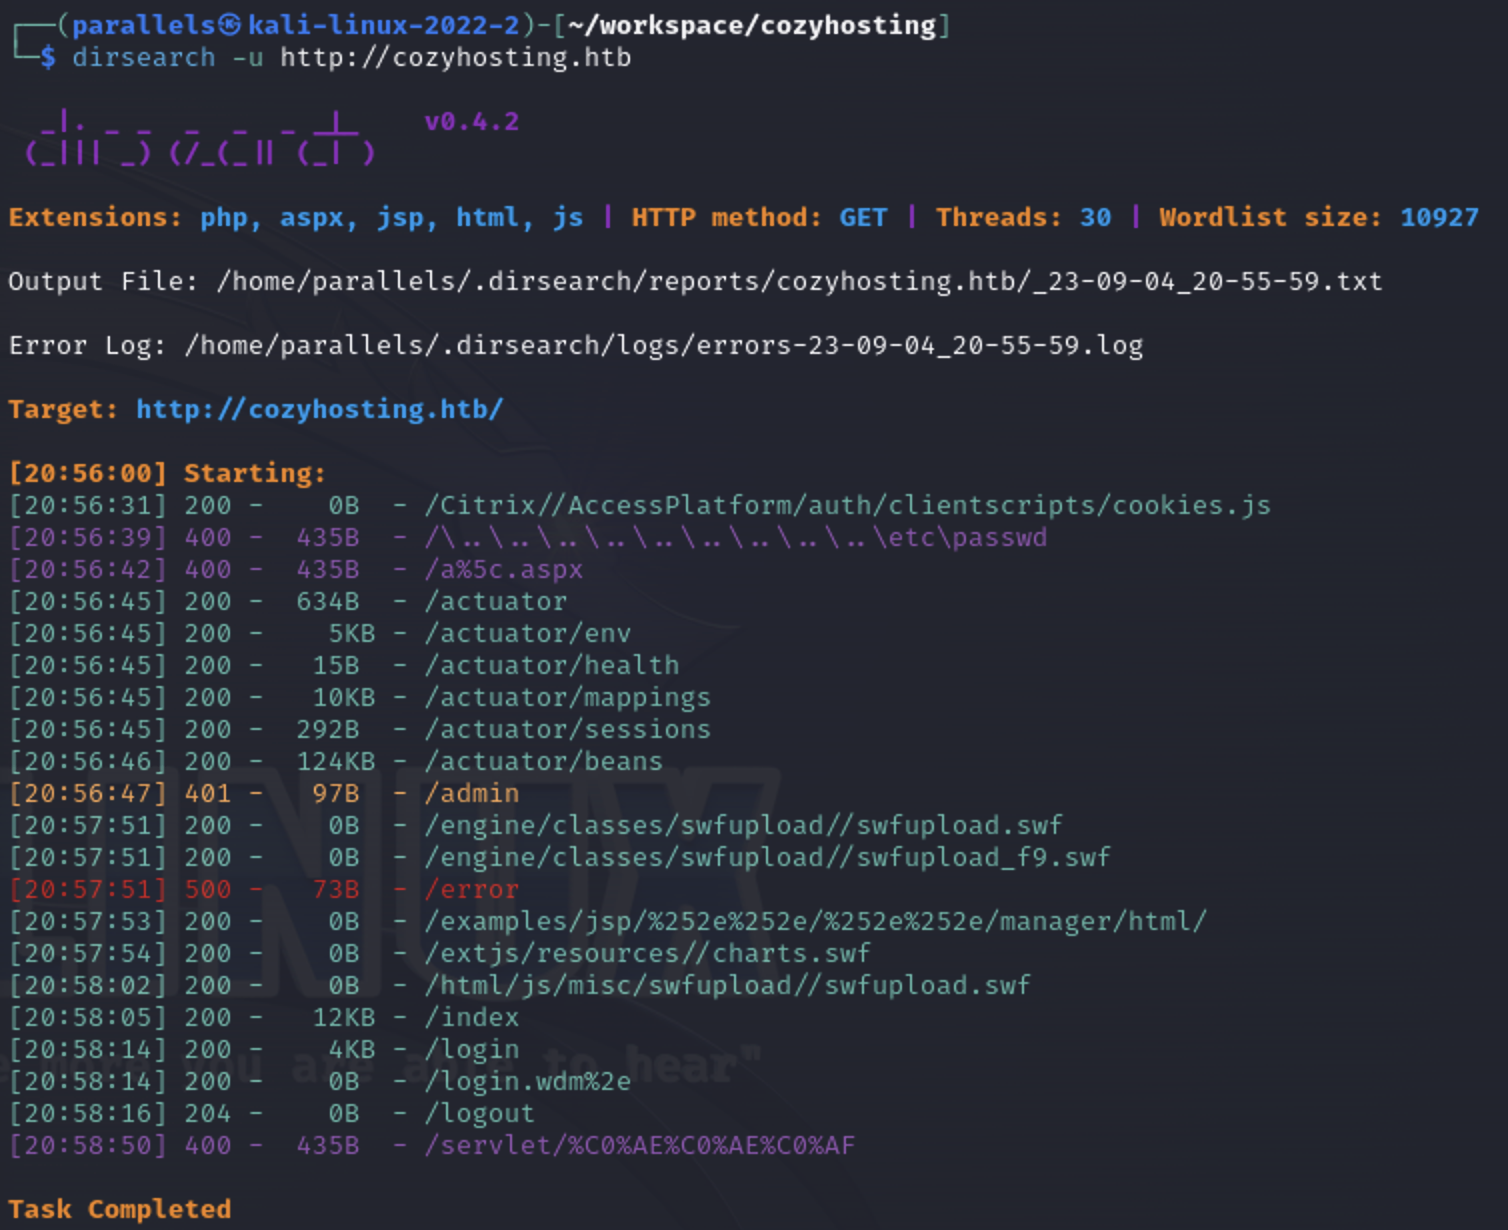 ┌──(parallels㉿kali-linux-2022-2)-[~/workspace/cozyhosting]
└─$ dirsearch -u http://cozyhosting.htb
  _|. _ _  _  _  _ _|_    v0.4.2
 (_||| _) (/_(_|| (_| )
Extensions: php, aspx, jsp, html, js | HTTP method: GET | Threads: 30 | Wordlist size: 10927
Output File: /home/parallels/.dirsearch/reports/cozyhosting.htb/_23-09-04_20-55-59.txt
Error Log: /home/parallels/.dirsearch/logs/errors-23-09-04_20-55-59.log
Target: http://cozyhosting.htb/
[20:56:00] Starting:
[20:56:31] 200 -    0B  - /Citrix//AccessPlatform/auth/clientscripts/cookies.js
[20:56:39] 400 -  435B  - /\..\..\..\..\..\..\..\..\..\etc\passwd
[20:56:42] 400 -  435B  - /a%5c.aspx
[20:56:45] 200 -  634B  - /actuator
[20:56:45] 200 -    5KB - /actuator/env
[20:56:45] 200 -   15B  - /actuator/health
[20:56:45] 200 -   10KB - /actuator/mappings
[20:56:45] 200 -  292B  - /actuator/sessions
[20:56:46] 200 -  124KB - /actuator/beans
[20:56:47] 401 -   97B  - /admin
[20:57:51] 200 -    0B  - /engine/classes/swfupload//swfupload.swf
[20:57:51] 200 -    0B  - /engine/classes/swfupload//swfupload_f9.swf
[20:57:51] 500 -   73B  - /error
[20:57:53] 200 -    0B  - /examples/jsp/%252e%252e/%252e%252e/manager/html/
[20:57:54] 200 -    0B  - /extjs/resources//charts.swf
[20:58:02] 200 -    0B  - /html/js/misc/swfupload//swfupload.swf
[20:58:05] 200 -   12KB - /index
[20:58:14] 200 -    4KB - /login
[20:58:14] 200 -    0B  - /login.wdm%2e
[20:58:16] 204 -    0B  - /logout
[20:58:50] 400 -  435B  - /servlet/%C0%AE%C0%AE%C0%AF
Task Completed